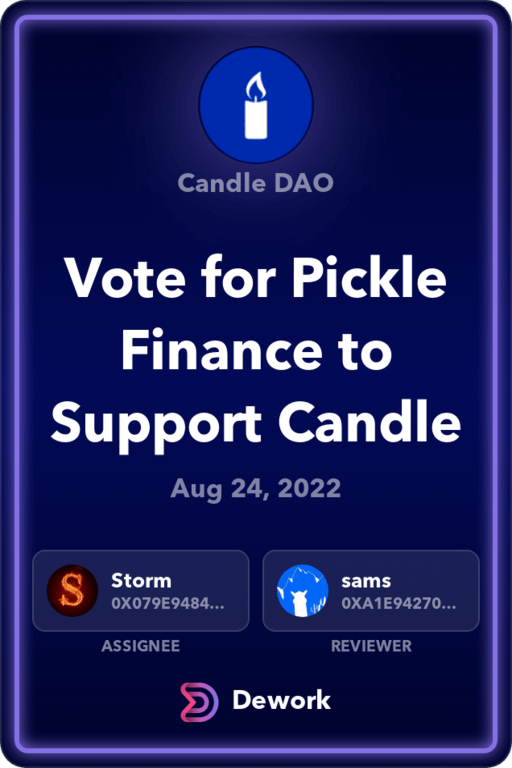 Candle DAO
Vote for Pickle
Finance to
Support Candle
Aug 24, 2022
S
Storm
0X079E9484...
sams
0XA1E94270...
ASSIGNEE
REVIEWER
Dework